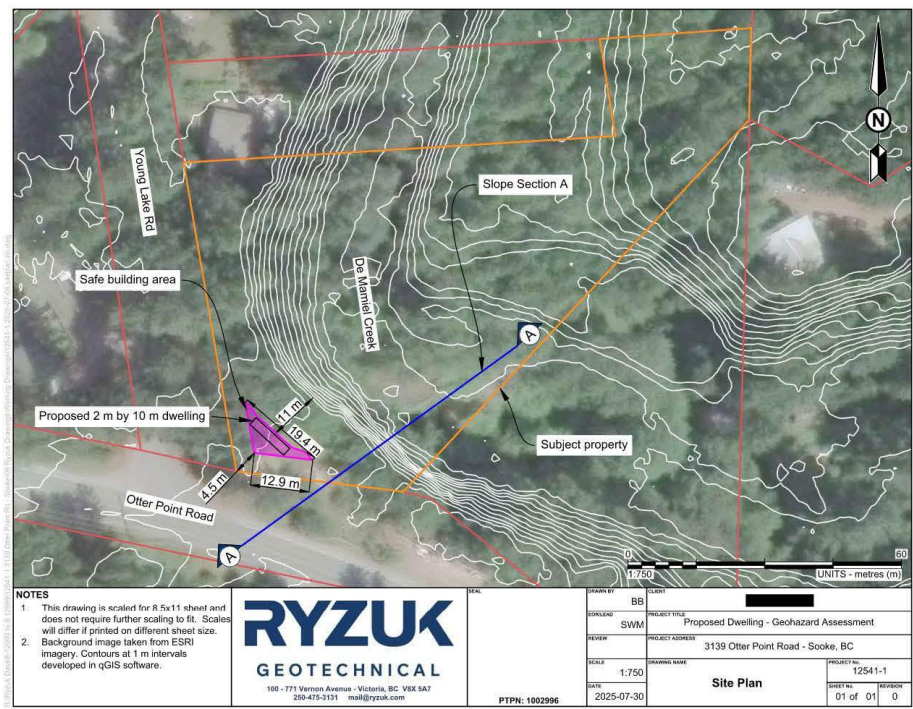 N
Slope Section A
Young Lake Rd
Safe building area
De Mamiel Creek
A
Proposed 2 m by 10 m dwelling
11 m
19.4 m
Subject property
4.5 m
12.9 m
Otter Point Road
A
0
60
1:750
UNITS - metres (m)
NOTES
1. This drawing is scaled for 8.5x11 sheet and
does not require further scaling to fit. Scales
will differ if printed on different sheet size.
2. Background image taken from ESRI
imagery. Contours at 1 m intervals
developed in qGIS software.
RYZUK
GEOTECHNICAL
100 - 771 Vernon Avenue - Victoria, BC V8X 5A7
250-475-3131 mail@ryzuk.com
SEAL
PTPN: 1002996
DRAWN BY
BB
EOR/LEAD
SWM
REVIEW
SCALE
1:750
DATE
2025-07-30
CLIENT
PROJECT TITLE
Proposed Dwelling - Geohazard Assessment
PROJECT ADDRESS
3139 Otter Point Road - Sooke, BC
DRAWING NAME
Site Plan
PROJECT No.
12541-1
SHEET No.
01 of 01
REVISION
0